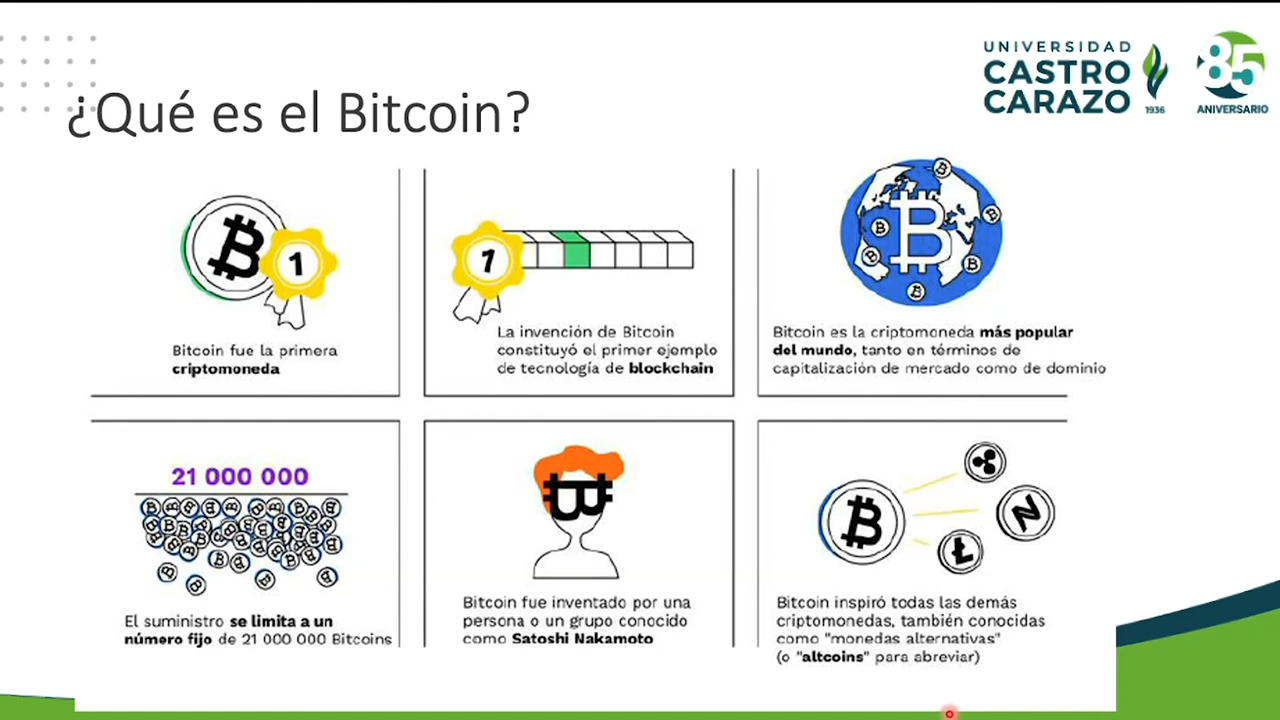 UNIVERSIDAD
CASTRO
CARAZO
1936
85
ANIVERSARIO
¿Qué es el Bitcoin?
1
Bitcoin fue la primera
criptomoneda
1
La invención de Bitcoin
constituyó el primer ejemplo
de tecnología de blockchain
Bitcoin es la criptomoneda más popular
del mundo, tanto en términos de
capitalización de mercado como de dominio
21 000 000
El suministro se limita a un
número fijo de 21 000 000 Bitcoins
Bitcoin fue inventado por una
persona o un grupo conocido
como Satoshi Nakamoto
Bitcoin inspiró todas las demás
criptomonedas, también conocidas
como "monedas alternativas"
(o "altcoins" para abreviar)